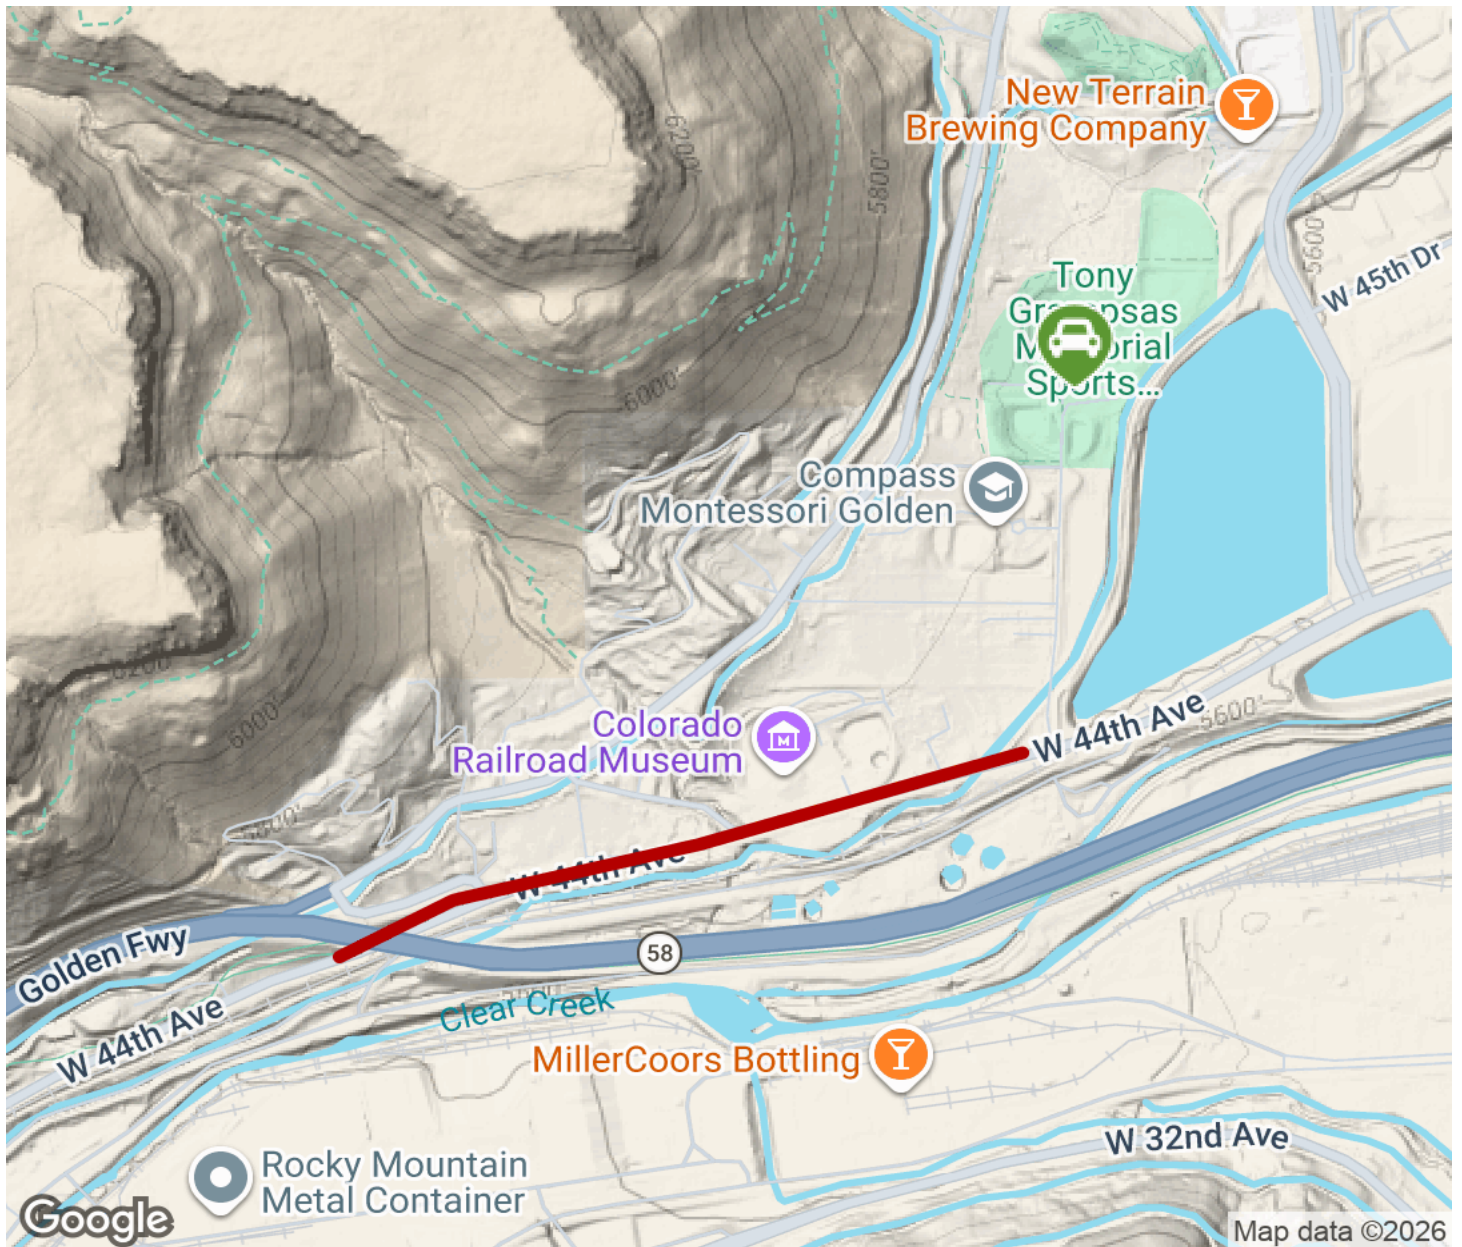 New Terrain
Brewing Company
6200'
5800'
5600'
W 45th Dr
Tony
Sports...
6000'
Compass
Montessori Golden
6200'
6000'
5600'
W 44th Ave
Colorado
Railroad Museum
W 44th Ave
Golden Fwy
58
Clear Creek
W 44th Ave
MillerCoors Bottling
W 32nd Ave
Rocky Mountain
Metal Container
Google
Map data ©2026